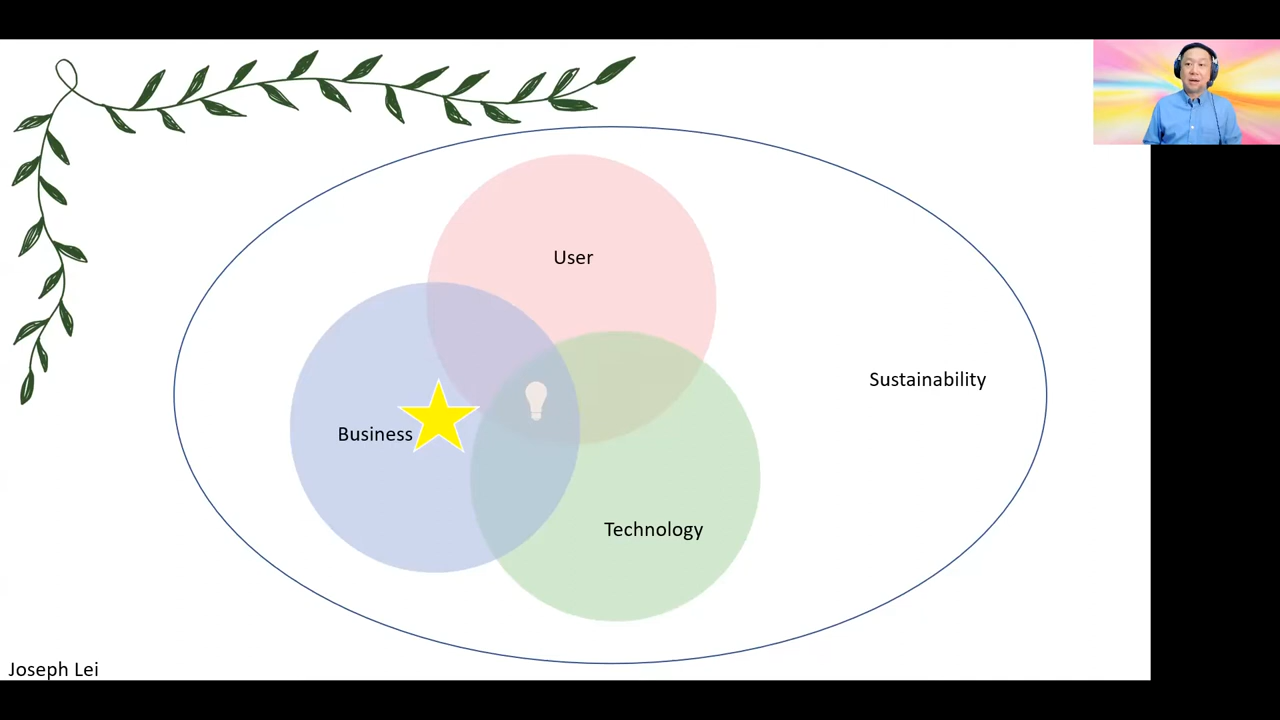 User
Sustainability
Business
Technology
Joseph Lei